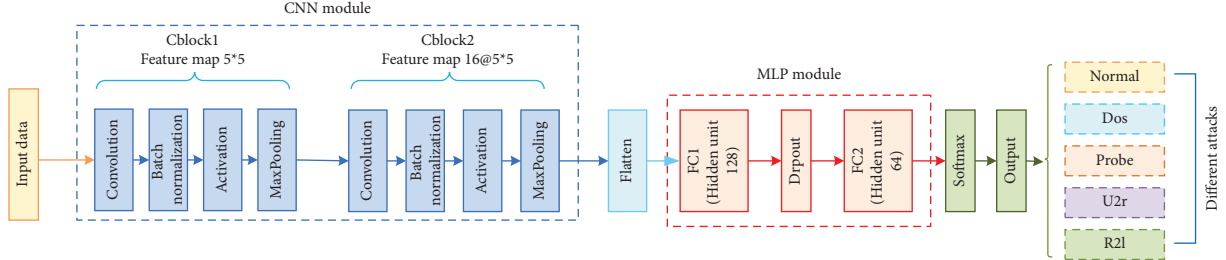 CNN module
Cblock1
Feature map 5*5
Cblock2
Feature map 16@5*5
MLP module
Input data
Convolution
Batch
normalization
Activation
MaxPooling
Convolution
Batch
normalization
Activation
MaxPooling
Flatten
FC1
(Hidden unit
128)
Drpout
FC2
(Hidden unit
64)
Softmax
Output
Normal
Dos
Probe
U2r
R2l
Different attacks